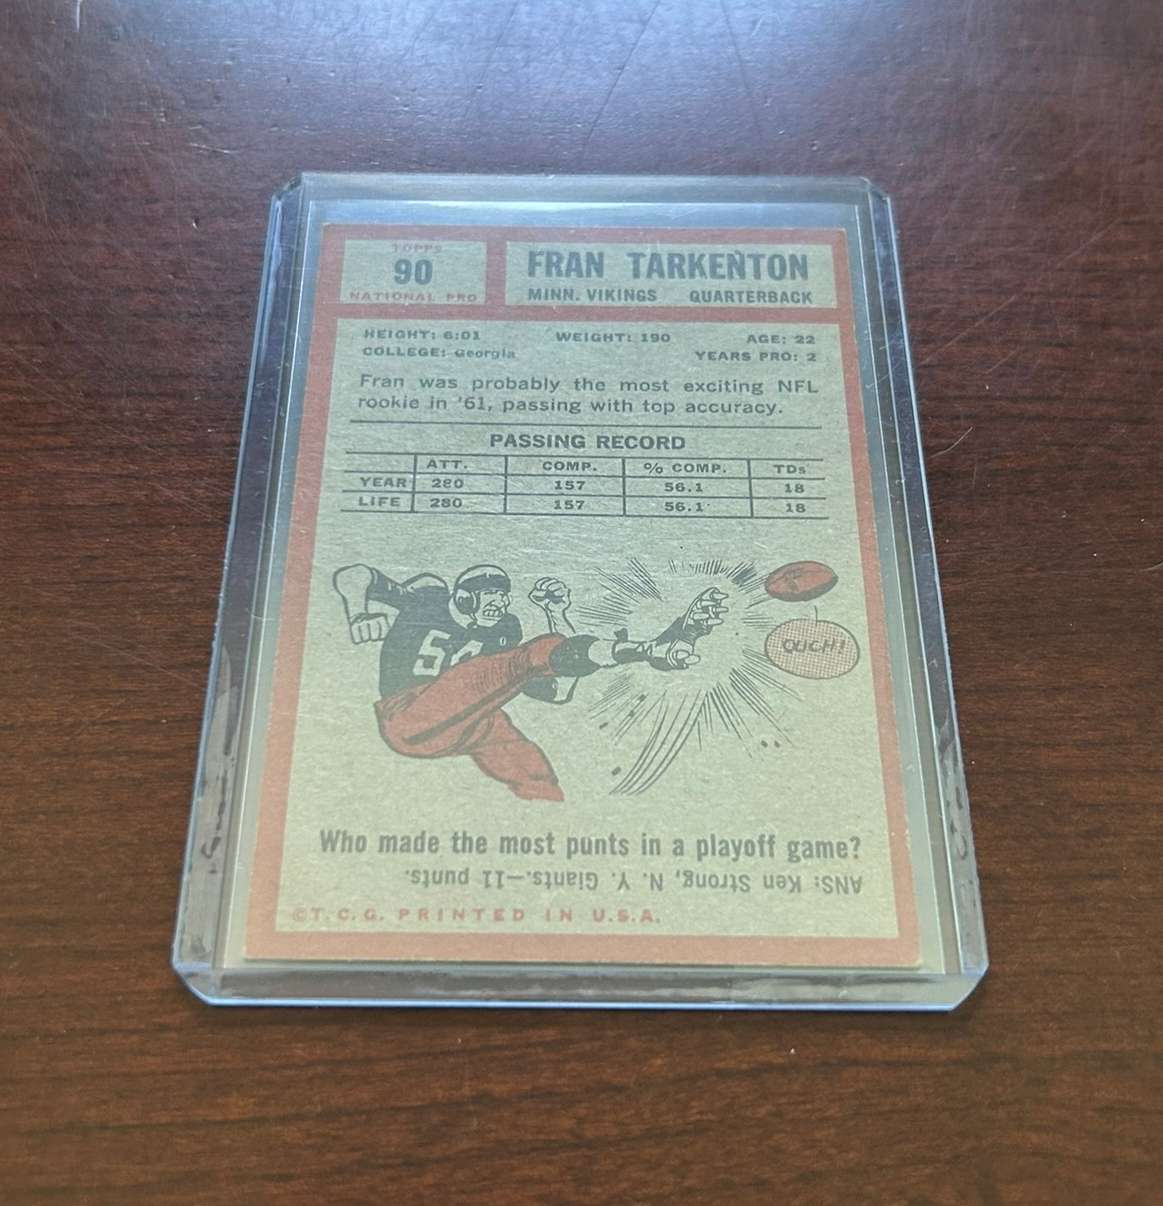 TOPPS
90
NATIONAL PRO
FRAN TARKENTON
MINN. VIKINGS QUARTERBACK
HEIGHT: 6:01 WEIGHT: 190 AGE: 22
COLLEGE: Georgia YEARS PRO: 2
Fran was probably the most exciting NFL
rookie in '61, passing with top accuracy.
PASSING RECORD
ATT. COMP. % COMP. TDs
YEAR 280 157 56.1 18
LIFE 280 157 56.1 18
OUCH!
Who made the most punts in a playoff game?
ANS: Ken Strong, N. Y. Giants.—11 punts.
©T. C. G. PRINTED IN U.S.A.